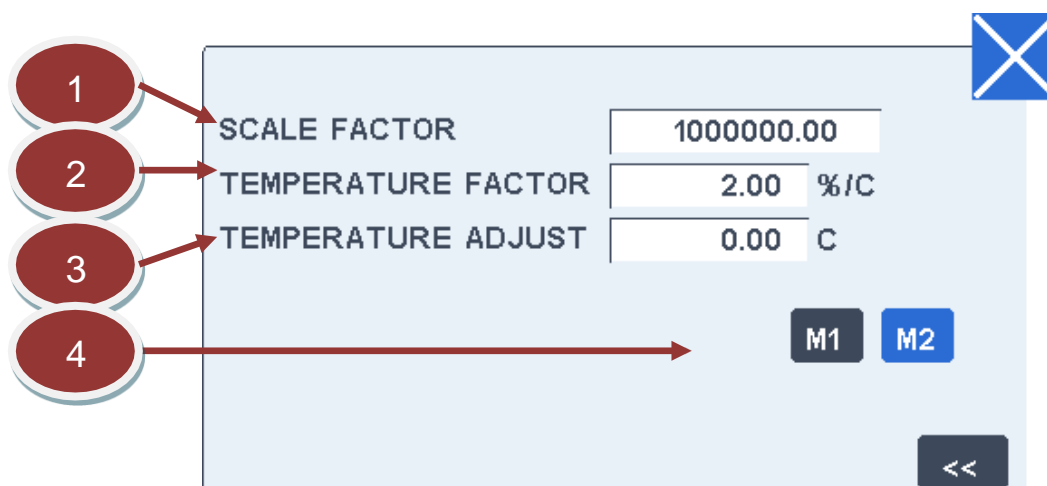 1
SCALE FACTOR 1000000.00
2
TEMPERATURE FACTOR 2.00 %/C
3
TEMPERATURE ADJUST 0.00 C
4
M1 M2
<<